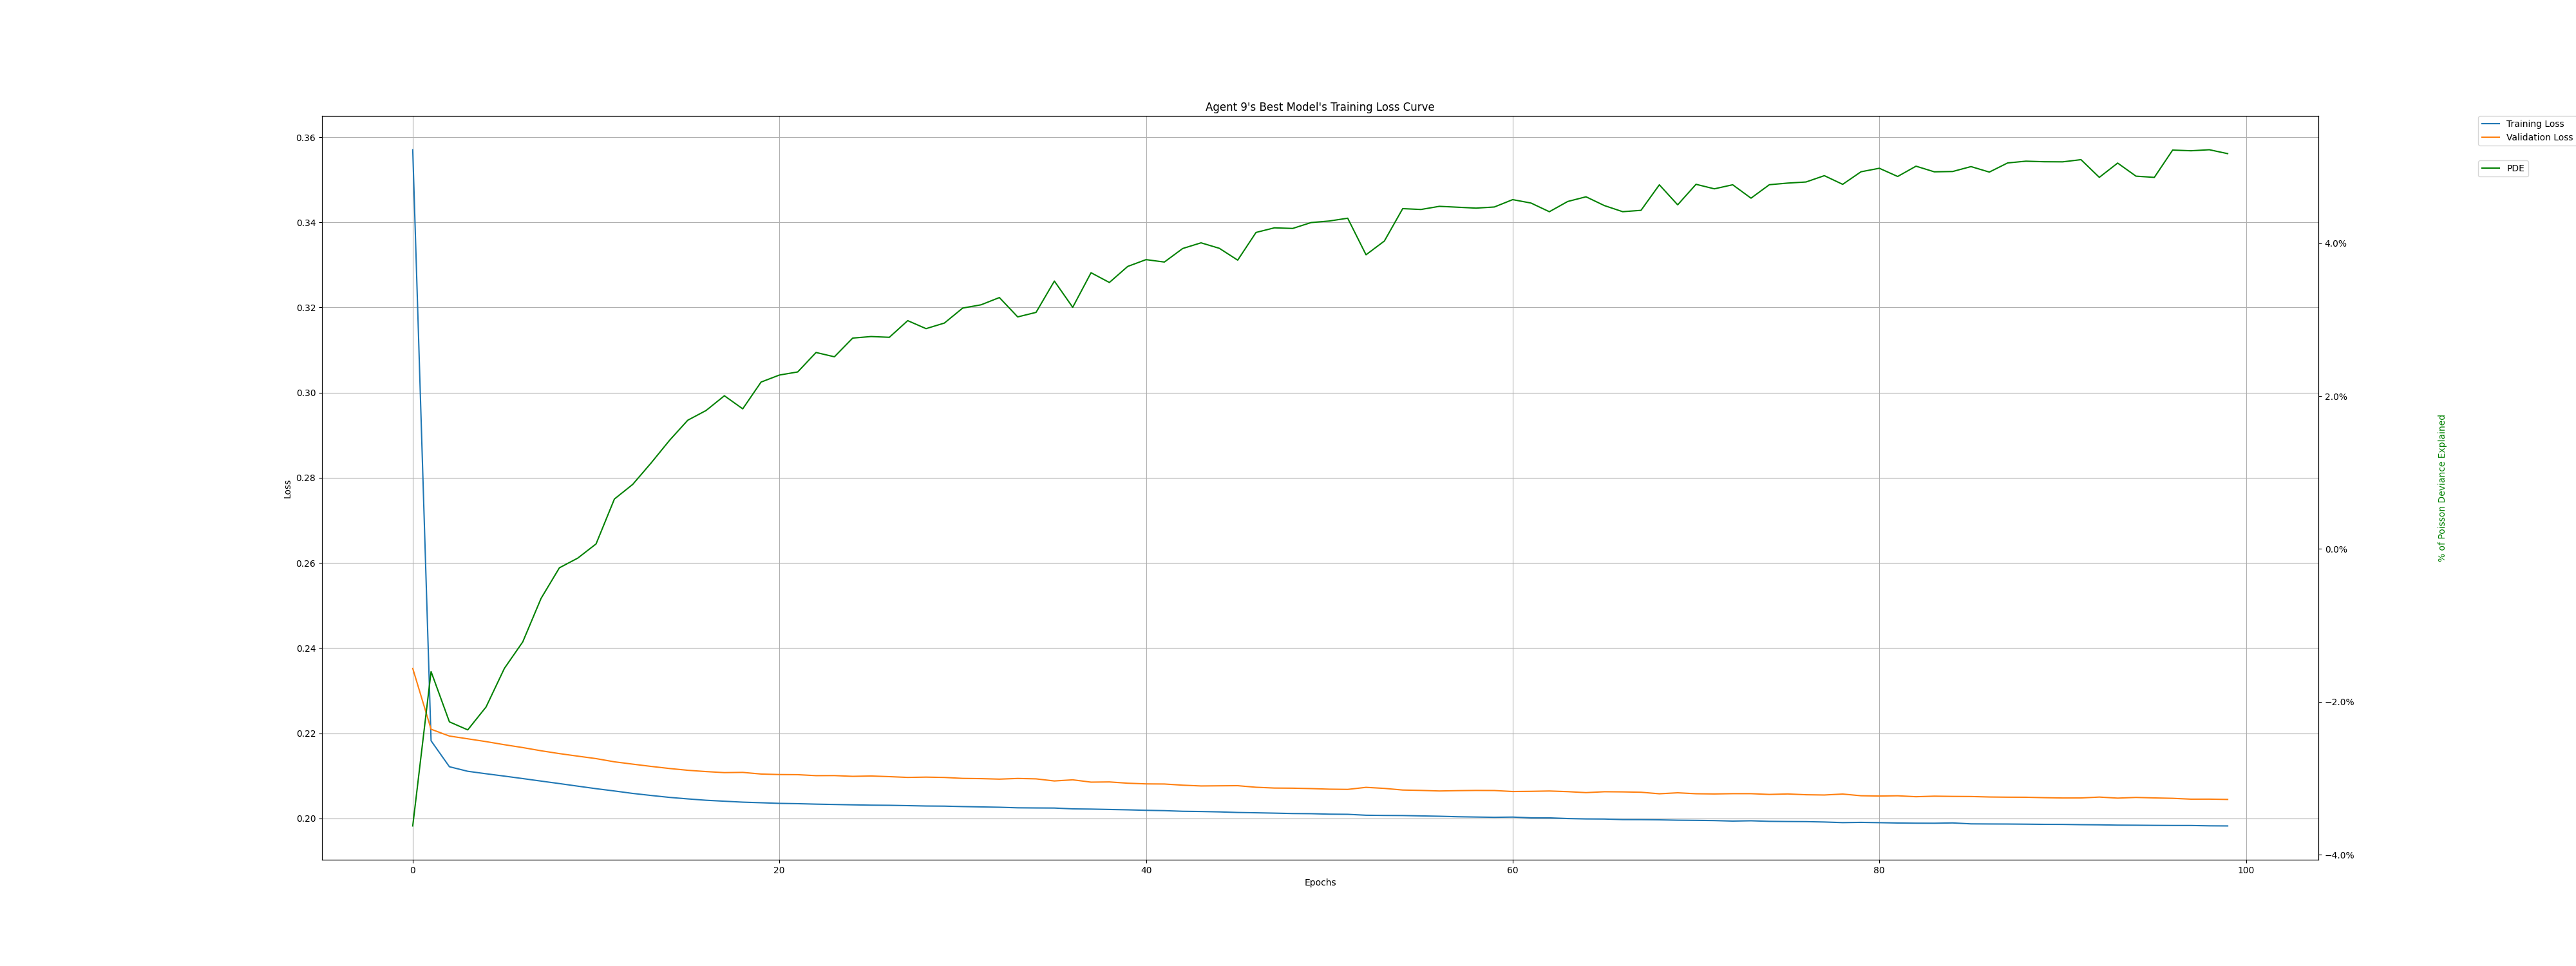 Agent 9's Best Model's Training Loss Curve
Training Loss
Validation Loss
PDE
0.36
0.34
0.32
0.30
0.28
0.26
0.24
0.22
0.20
Loss
4.0%
2.0%
0.0%
−2.0%
−4.0%
% of Poisson Deviance Explained
0
20
40
60
80
100
Epochs